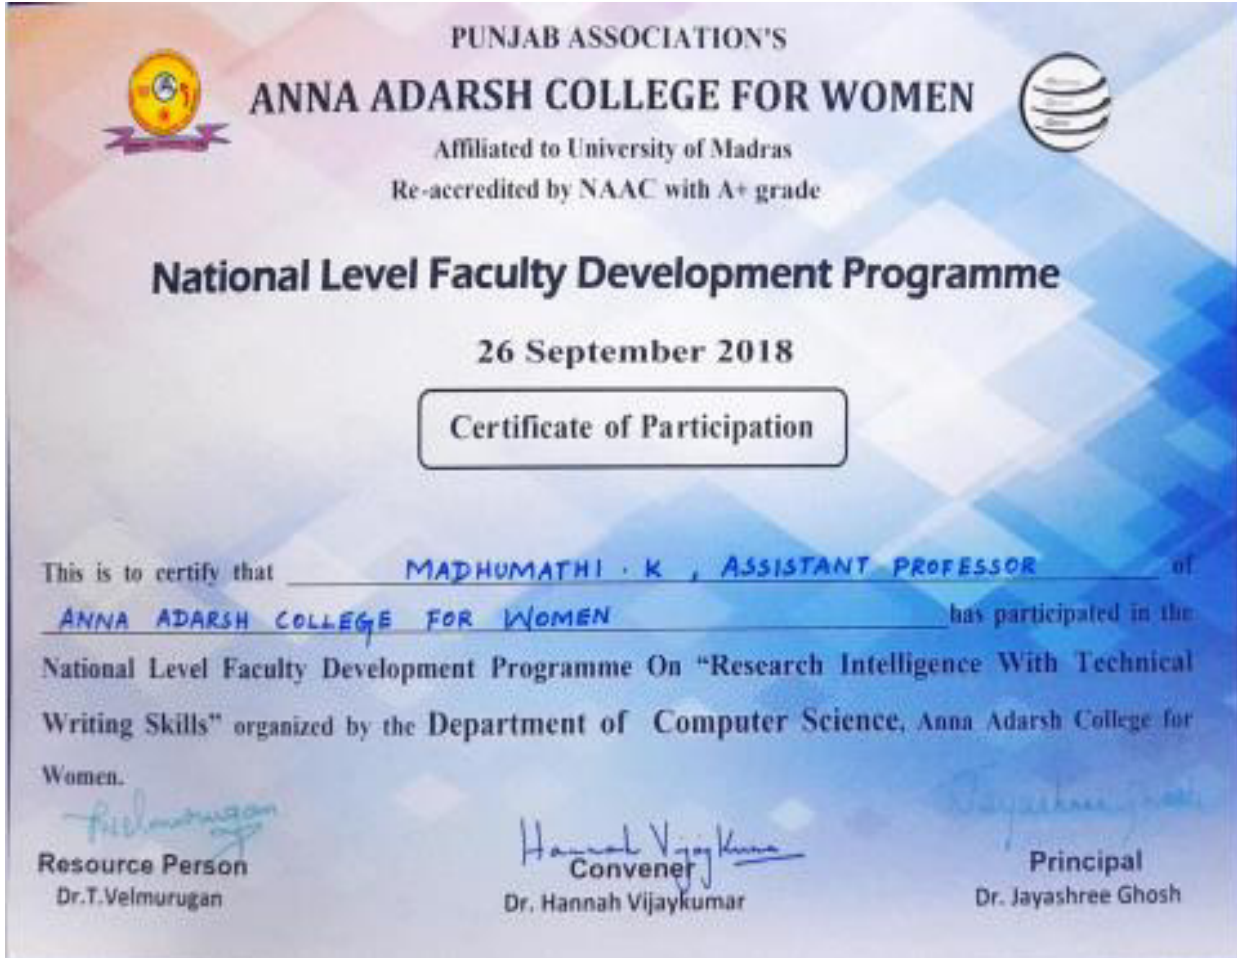 PUNJAB ASSOCIATION'S
ANNA ADARSH COLLEGE FOR WOMEN
Affiliated to University of Madras
Re-accredited by NAAC with A+ grade
National Level Faculty Development Programme
26 September 2018
Certificate of Participation
This is to certify that MADHUMATHI . K , ASSISTANT PROFESSOR of
ANNA ADARSH COLLEGE FOR WOMEN has participated in the
National Level Faculty Development Programme On “Research Intelligence With Technical
Writing Skills” organized by the Department of Computer Science, Anna Adarsh College for
Women.
Hannah Vijaykumar
Resource Person Convener Principal
Dr.T.Velmurugan Dr. Hannah Vijaykumar Dr. Jayashree Ghosh